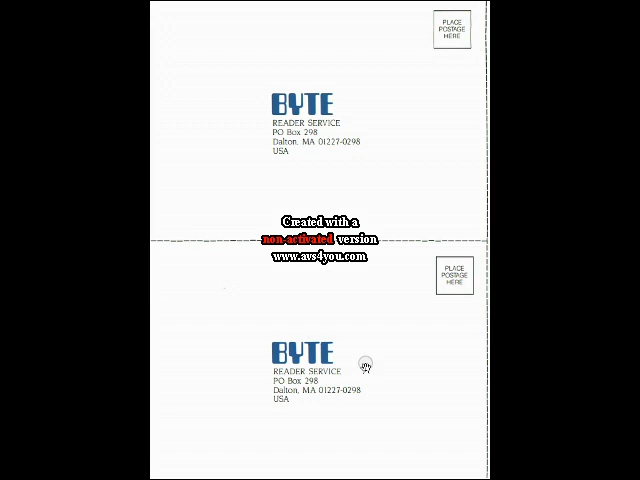 PLACE
POSTAGE
HERE
BYTE
READER SERVICE
PO Box 298
Dalton, MA 01227-0298
USA
Created with a
non-activated version
www.avs4you.com
PLACE
POSTAGE
HERE
BYTE
READER SERVICE
PO Box 298
Dalton, MA 01227-0298
USA